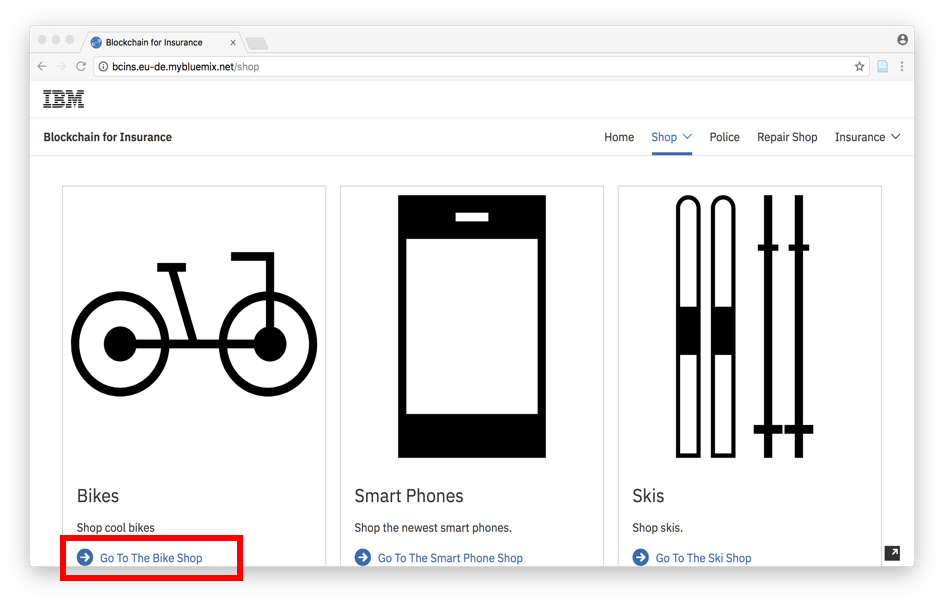 Blockchain for Insurance
bcins.eu-de.mybluemix.net/shop
IBM
Blockchain for Insurance
Home
Shop
Police
Repair Shop
Insurance
Bikes
Shop cool bikes
Go To The Bike Shop
Smart Phones
Shop the newest smart phones.
Go To The Smart Phone Shop
Skis
Shop skis.
Go To The Ski Shop